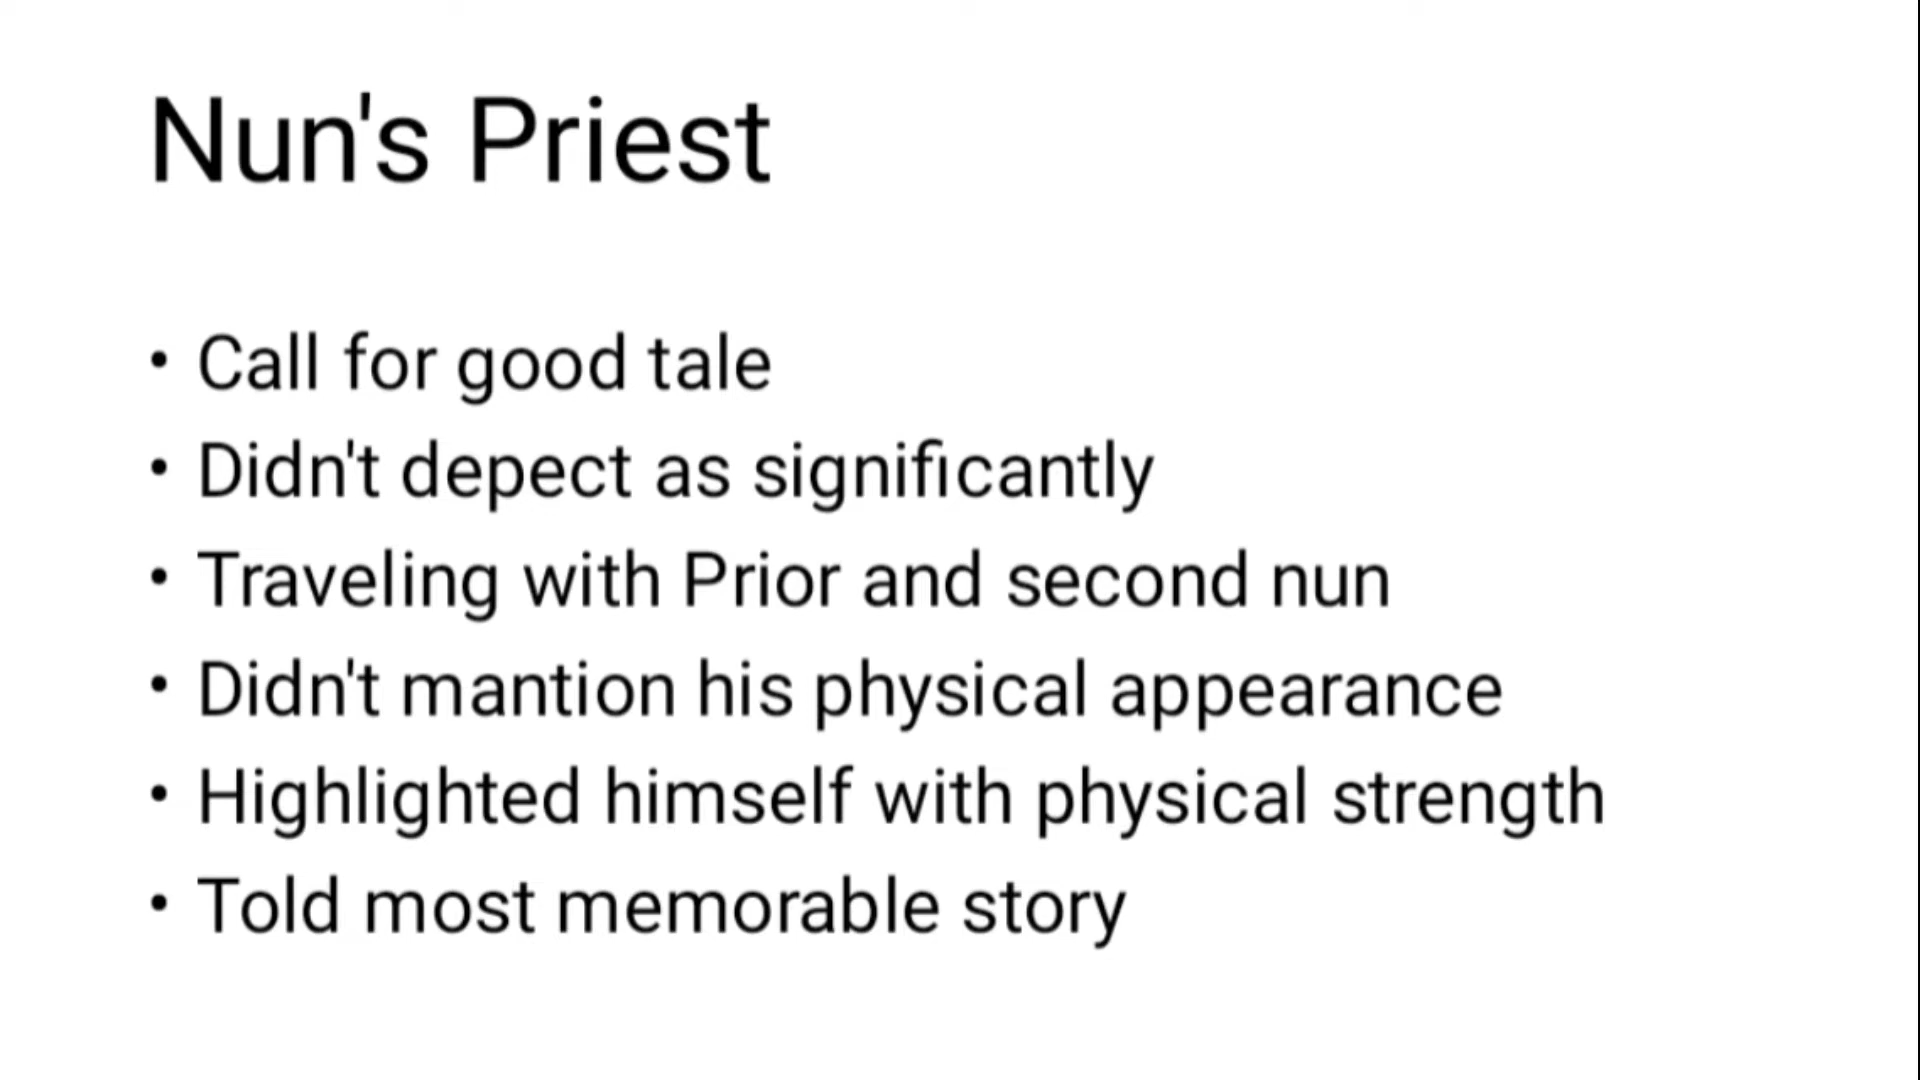 Nun's Priest
• Call for good tale
• Didn't depect as significantly
• Traveling with Prior and second nun
• Didn't mantion his physical appearance
• Highlighted himself with physical strength
• Told most memorable story